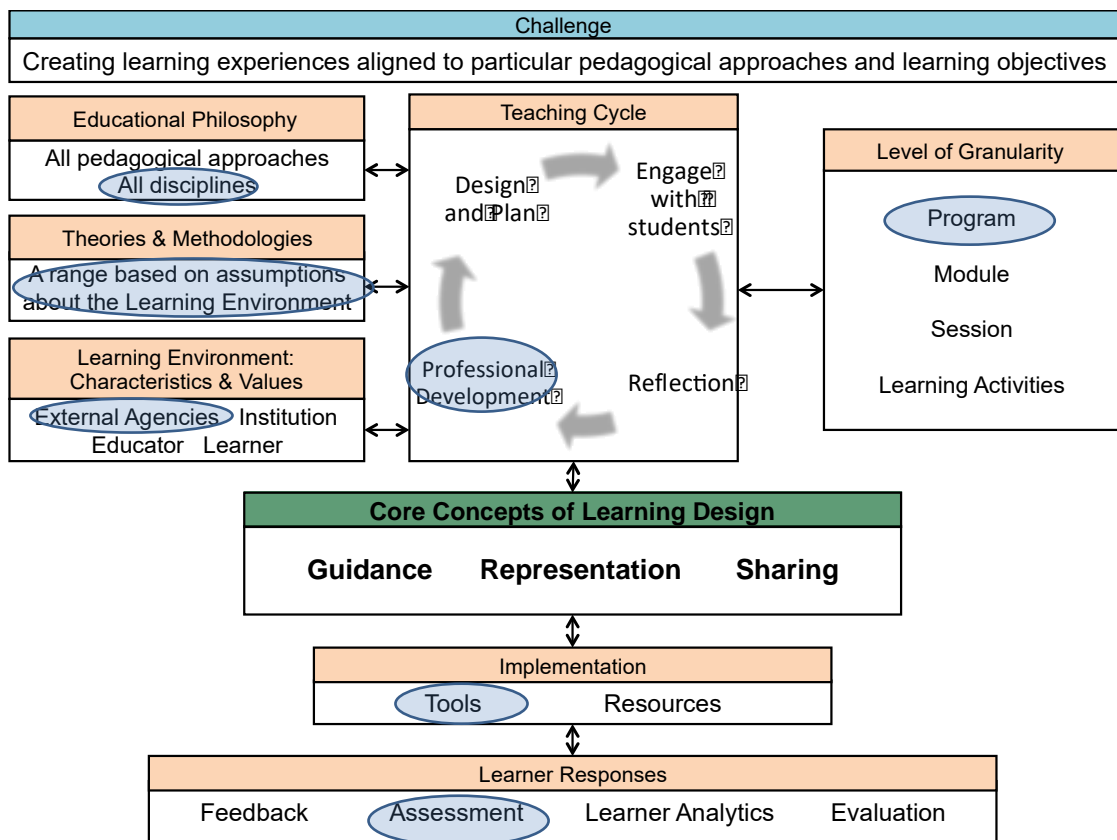 Challenge
Creating learning experiences aligned to particular pedagogical approaches and learning objectives
Educational Philosophy
All pedagogical approaches
All disciplines
Theories & Methodologies
A range based on assumptions
about the Learning Environment
Learning Environment:
Characteristics & Values
External Agencies Institution
Educator Learner
Teaching Cycle
Design
and Plan
Engage
with
students
Reflection
Professional
Development
Level of Granularity
Program
Module
Session
Learning Activities
Core Concepts of Learning Design
Guidance Representation Sharing
Implementation
Tools Resources
Learner Responses
Feedback Assessment Learner Analytics Evaluation